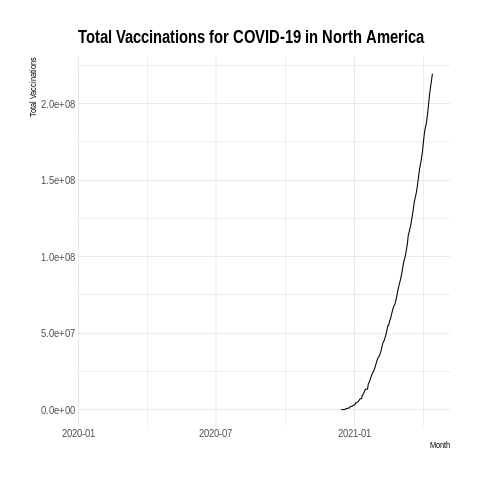 Total Vaccinations for COVID-19 in North America
Total Vaccinations
2.0e+08
1.5e+08
1.0e+08
5.0e+07
0.0e+00
2020-01 2020-07 2021-01
Month